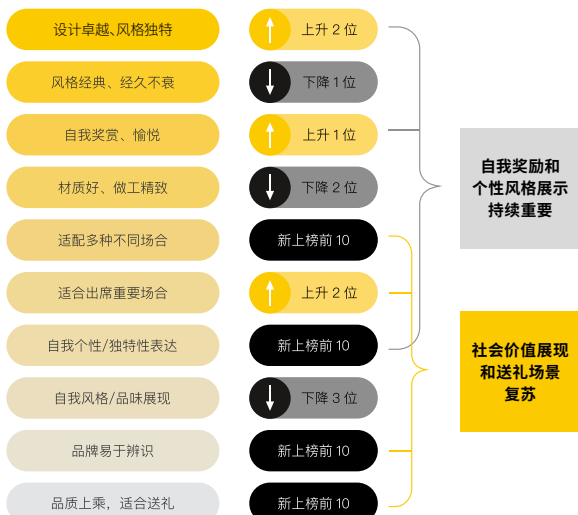 设计卓越、风格独特 上升 2 位
风格经典、经久不衰 下降 1 位
自我奖赏、愉悦 上升 1 位
材质好、做工精致 下降 2 位
适配多种不同场合 新上榜前 10
适合出席重要场合 上升 2 位
自我个性/独特性表达 新上榜前 10
自我风格/品味展现 下降 3 位
品牌易于辨识 新上榜前 10
品质上乘，适合送礼 新上榜前 10
自我奖励和
个性风格展示
持续重要
社会价值展现
和送礼场景
复苏